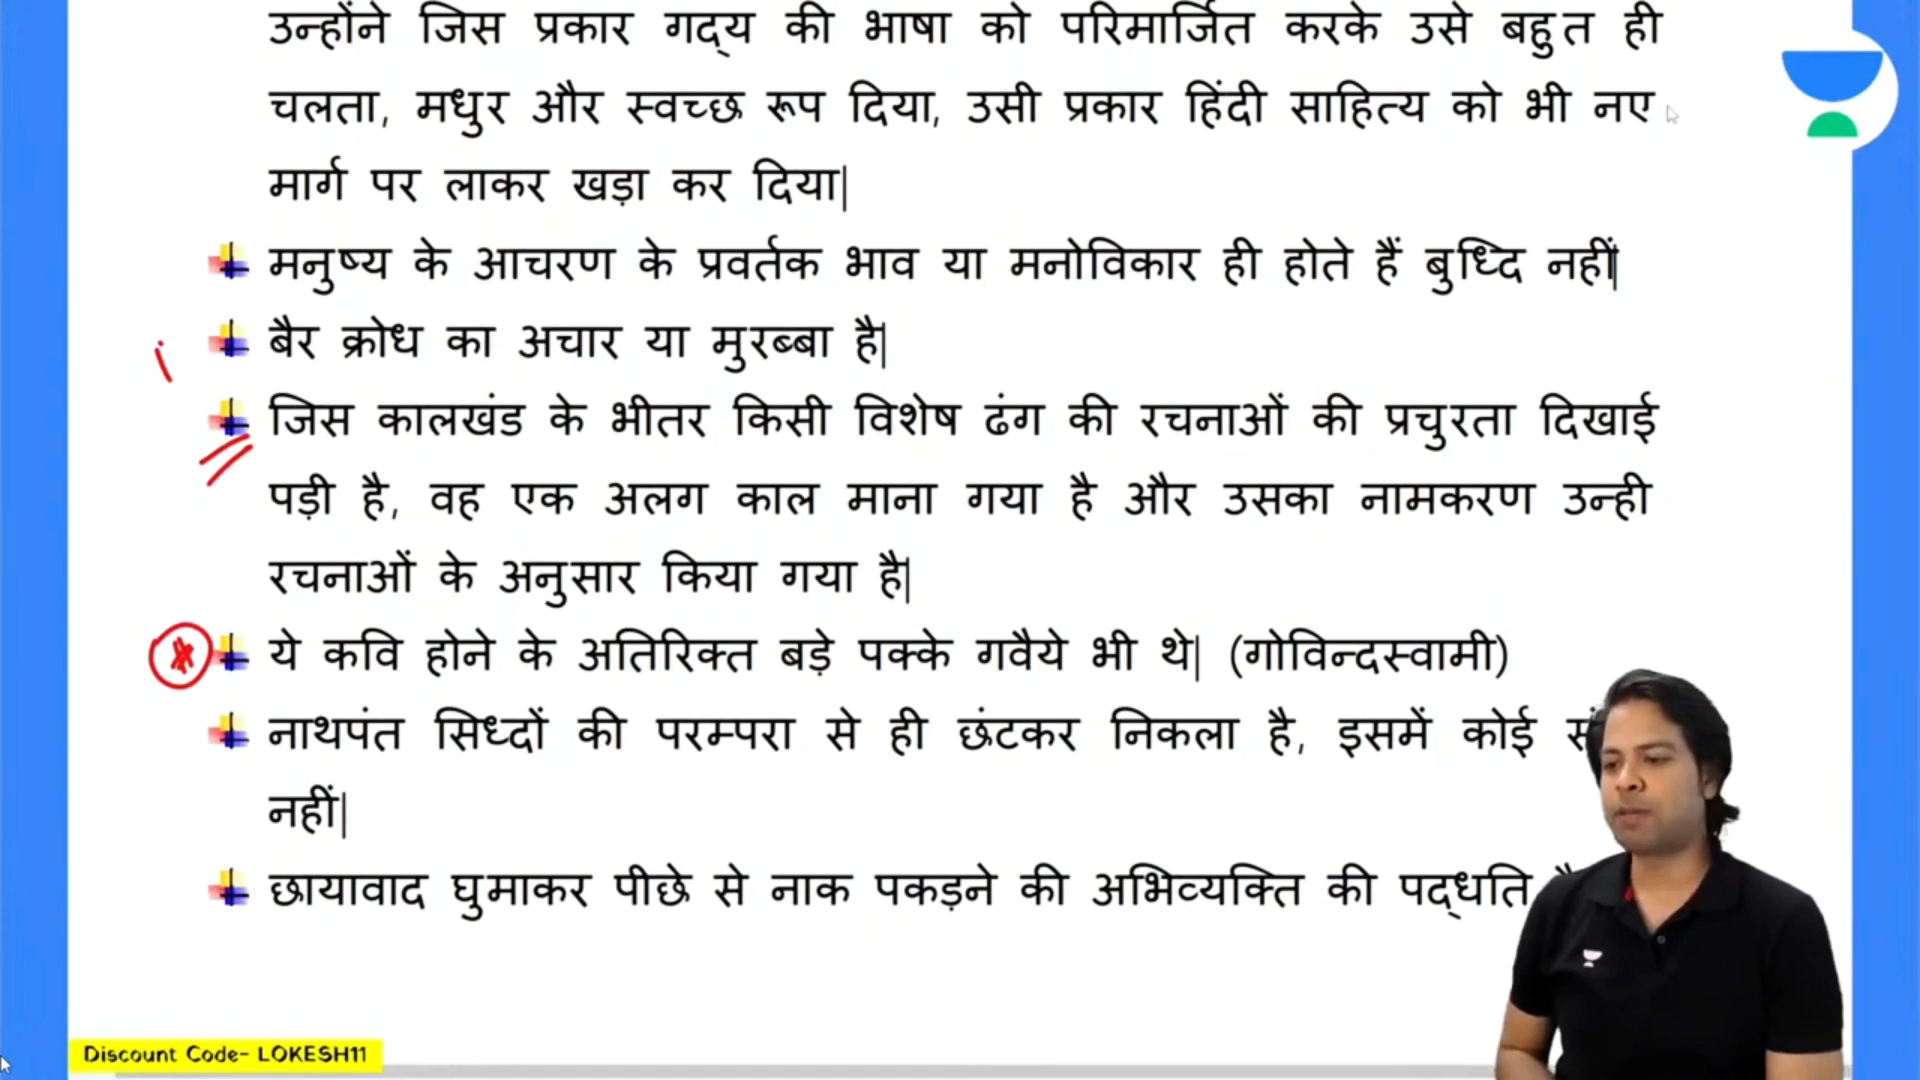 उन्होंने जिस प्रकार गद्य की भाषा को परिमार्जित करके उसे बहुत ही
चलता, मधुर और स्वच्छ रूप दिया, उसी प्रकार हिंदी साहित्य को भी नए
मार्ग पर लाकर खड़ा कर दिया|
मनुष्य के आचरण के प्रवर्तक भाव या मनोविकार ही होते हैं बुध्दि नहीं|
बैर क्रोध का अचार या मुरब्बा है|
जिस कालखंड के भीतर किसी विशेष ढंग की रचनाओं की प्रचुरता दिखाई
पड़ी है, वह एक अलग काल माना गया है और उसका नामकरण उन्ही
रचनाओं के अनुसार किया गया है|
ये कवि होने के अतिरिक्त बड़े पक्के गवैये भी थे| (गोविन्दस्वामी)
नाथपंत सिध्दों की परम्परा से ही छंटकर निकला है, इसमें कोई
नहीं|
छायावाद घुमाकर पीछे से नाक पकड़ने की अभिव्यक्ति की पद्धति
Discount Code- LOKESH11